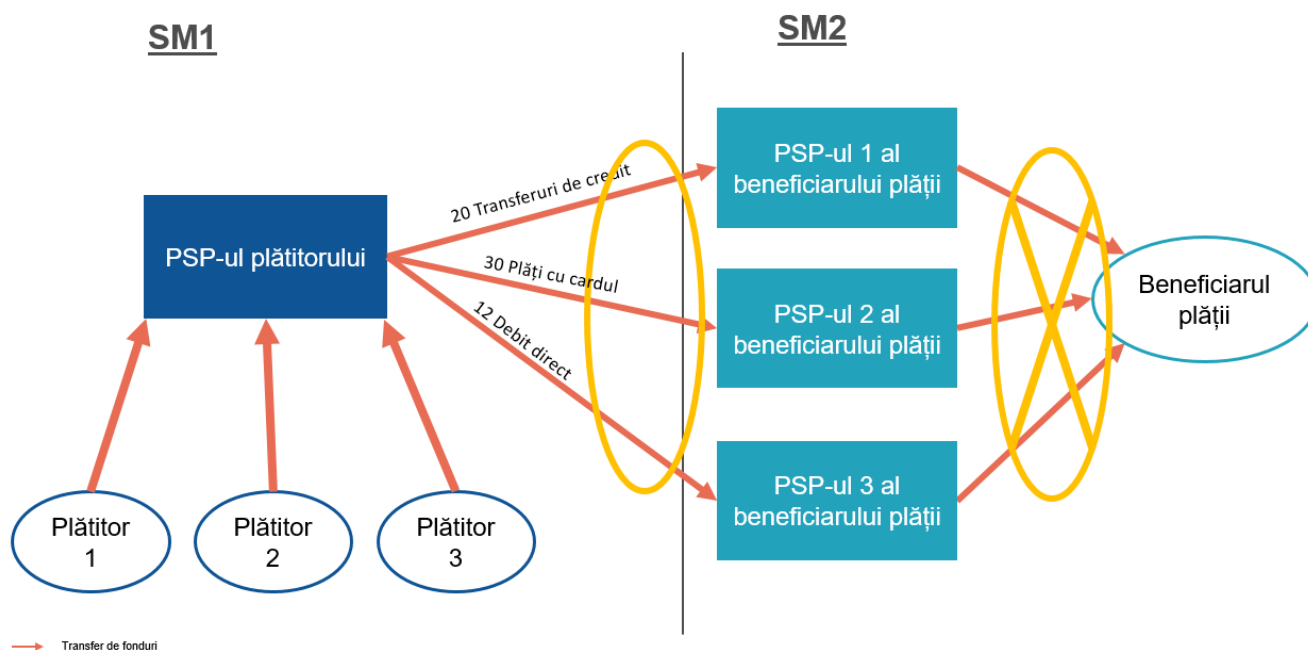 SM1
SM2
PSP-ul plătitorului
20 Transferuri de credit
30 Plăți cu cardul
12 Debit direct
PSP-ul 1 al
beneficiarului plății
PSP-ul 2 al
beneficiarului plății
PSP-ul 3 al
beneficiarului plății
Beneficiarul
plății
Plătitor
1
Plătitor
2
Plătitor
3
Transfer de fonduri